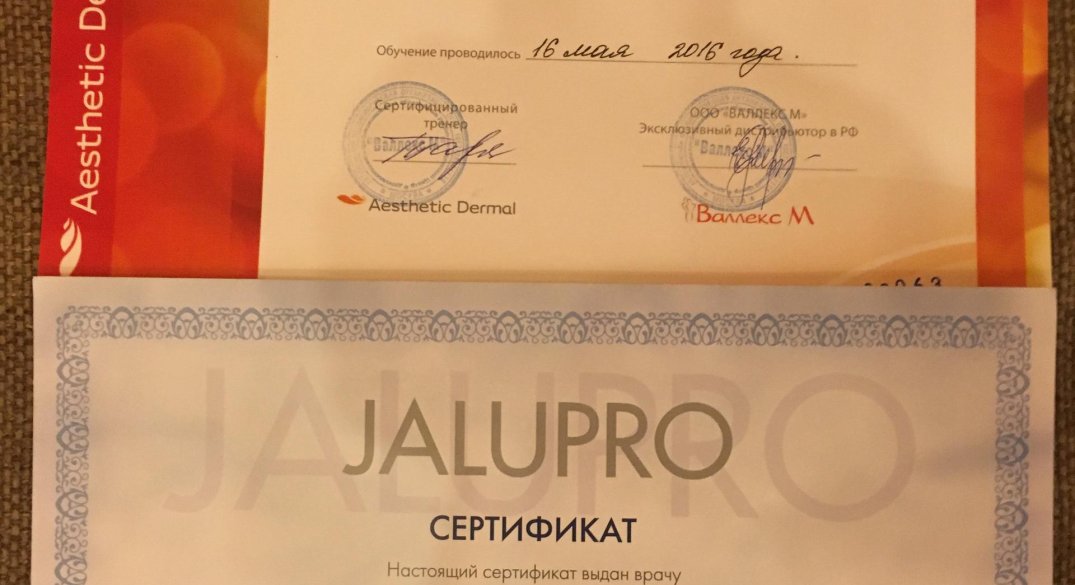 Aesthetic De
Обучение проводилось 16 мая 2016 года.
Сертифицированный
тренер
Aesthetic Dermal
ООО «ВАЛЛЕКС М»
Эксклюзивный дистрибьютор в РФ
Валлекс М
JALUPRO
JALUPRO
СЕРТИФИКАТ
Настоящий сертификат выдан врачу